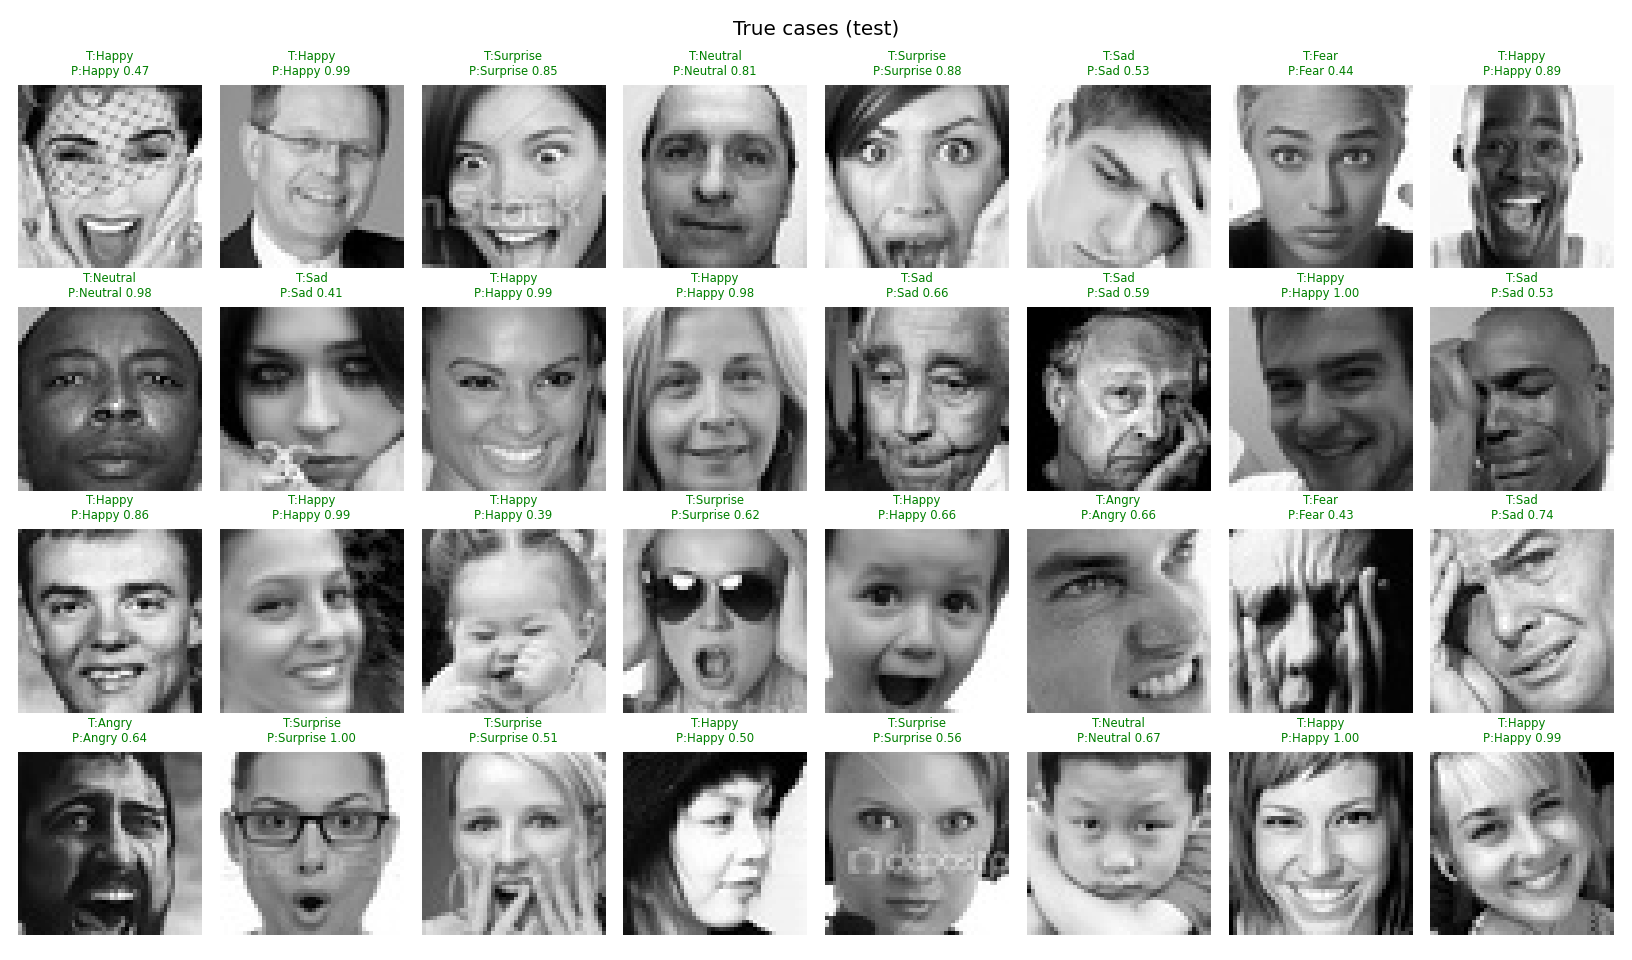 True cases (test)
T:Happy
P:Happy 0.47
T:Happy
P:Happy 0.99
T:Surprise
P:Surprise 0.85
T:Neutral
P:Neutral 0.81
T:Surprise
P:Surprise 0.88
T:Sad
P:Sad 0.53
T:Fear
P:Fear 0.44
T:Happy
P:Happy 0.89
T:Neutral
P:Neutral 0.98
T:Sad
P:Sad 0.41
T:Happy
P:Happy 0.99
T:Happy
P:Happy 0.98
T:Sad
P:Sad 0.66
T:Sad
P:Sad 0.59
T:Happy
P:Happy 1.00
T:Sad
P:Sad 0.53
T:Happy
P:Happy 0.86
T:Happy
P:Happy 0.99
T:Happy
P:Happy 0.39
T:Surprise
P:Surprise 0.62
T:Happy
P:Happy 0.66
T:Angry
P:Angry 0.66
T:Fear
P:Fear 0.43
T:Sad
P:Sad 0.74
T:Angry
P:Angry 0.64
T:Surprise
P:Surprise 1.00
T:Surprise
P:Surprise 0.51
T:Happy
P:Happy 0.50
T:Surprise
P:Surprise 0.56
T:Neutral
P:Neutral 0.67
T:Happy
P:Happy 1.00
T:Happy
P:Happy 0.99